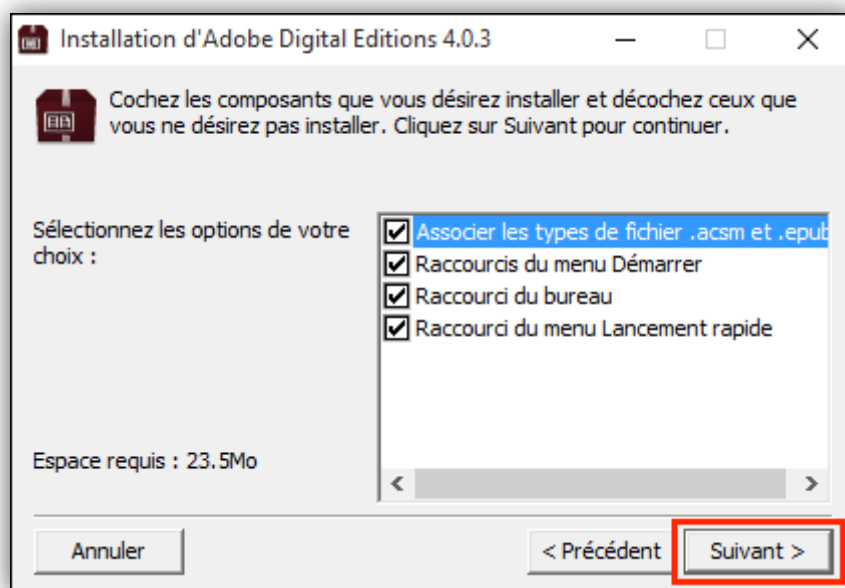 Installation d'Adobe Digital Editions 4.0.3
Cochez les composants que vous désirez installer et décochez ceux que
vous ne désirez pas installer. Cliquez sur Suivant pour continuer.
Sélectionnez les options de votre
choix :
Associer les types de fichier .acsm et .epub
Raccourcis du menu Démarrer
Raccourci du bureau
Raccourci du menu Lancement rapide
Espace requis : 23.5Mo
Annuler
< Précédent
Suivant >